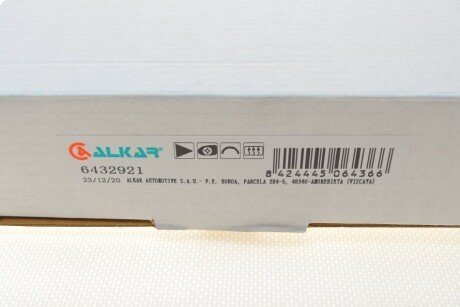 ALKAR
6432921
8 424445 064366
23/12/20 ALKAR AUTOMOTIVE S.A.U.- P.E. BOROA, PARCELA 2B4-5, 48340-AMOREBIETA (VIZCAYA)